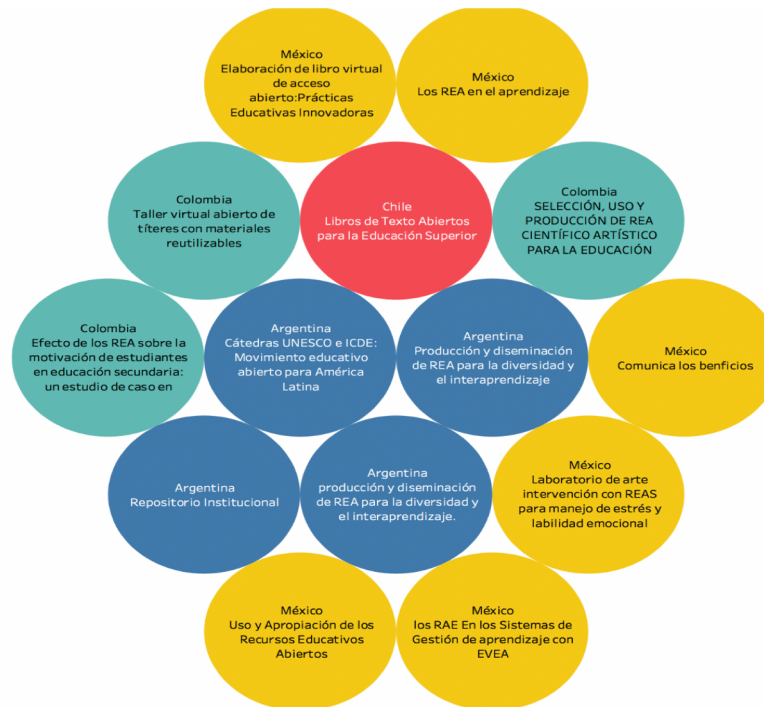 México
Elaboración de libro virtual
de acceso
abierto:Prácticas
Educativas Innovadoras
México
Los REA en el aprendizaje
Colombia
Taller virtual abierto de
títeres con materiales
reutilizables
Chile
Libros de Texto Abiertos
para la Educación Superior
Colombia
SELECCIÓN, USO Y
PRODUCCIÓN DE REA
CIENTÍFICO ARTÍSTICO
PARA LA EDUCACIÓN
Colombia
Efecto de los REA sobre la
motivación de estudiantes
en educación secundaria:
un estudio de caso en
Argentina
Cátedras UNESCO e ICDE:
Movimiento educativo
abierto para América
Latina
Argentina
Producción y diseminación
de REA para la diversidad y
el interaprendizaje
México
Comunica los benficios
Argentina
Repositorio Institucional
Argentina
producción y diseminación
de REA para la diversidad y
el interaprendizaje.
México
Laboratorio de arte
intervención con REAS
para manejo de estrés y
labilidad emocional
México
Uso y Apropiación de los
Recursos Educativos
Abiertos
México
los RAE En los Sistemas de
Gestión de aprendizaje con
EVEA